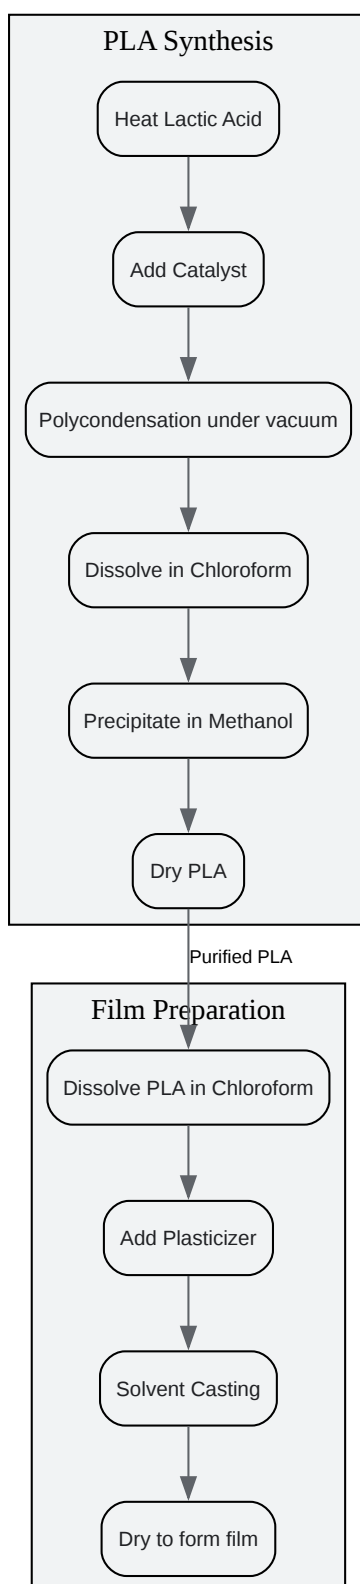 PLA Synthesis
Heat Lactic Acid
Add Catalyst
Polycondensation under vacuum
Dissolve in Chloroform
Precipitate in Methanol
Dry PLA
Purified PLA
Film Preparation
Dissolve PLA in Chloroform
Add Plasticizer
Solvent Casting
Dry to form film